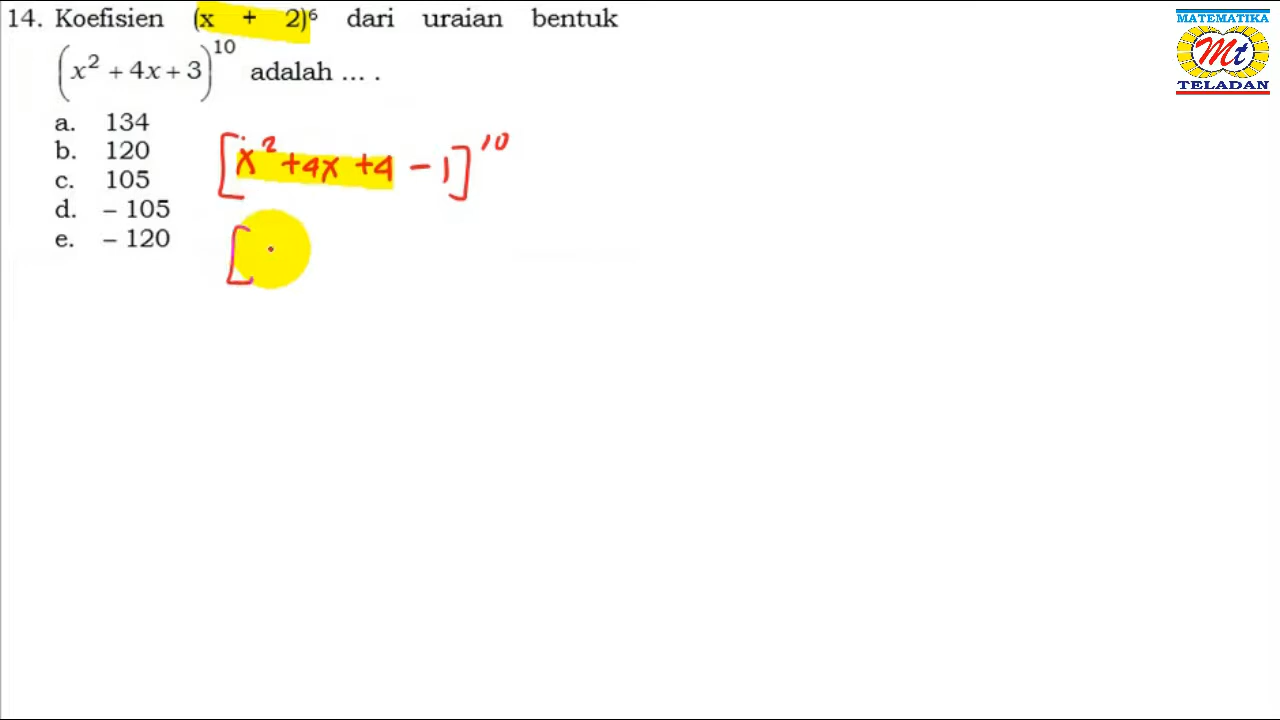 14. Koefisien (x + 2)⁶ dari uraian bentuk
(x² + 4x + 3)¹⁰ adalah ... .
a. 134
b. 120
c. 105
d. – 105
e. – 120
[x² + 4x + 4 – 1]¹⁰
[
MATEMATIKA
Mt
TELADAN